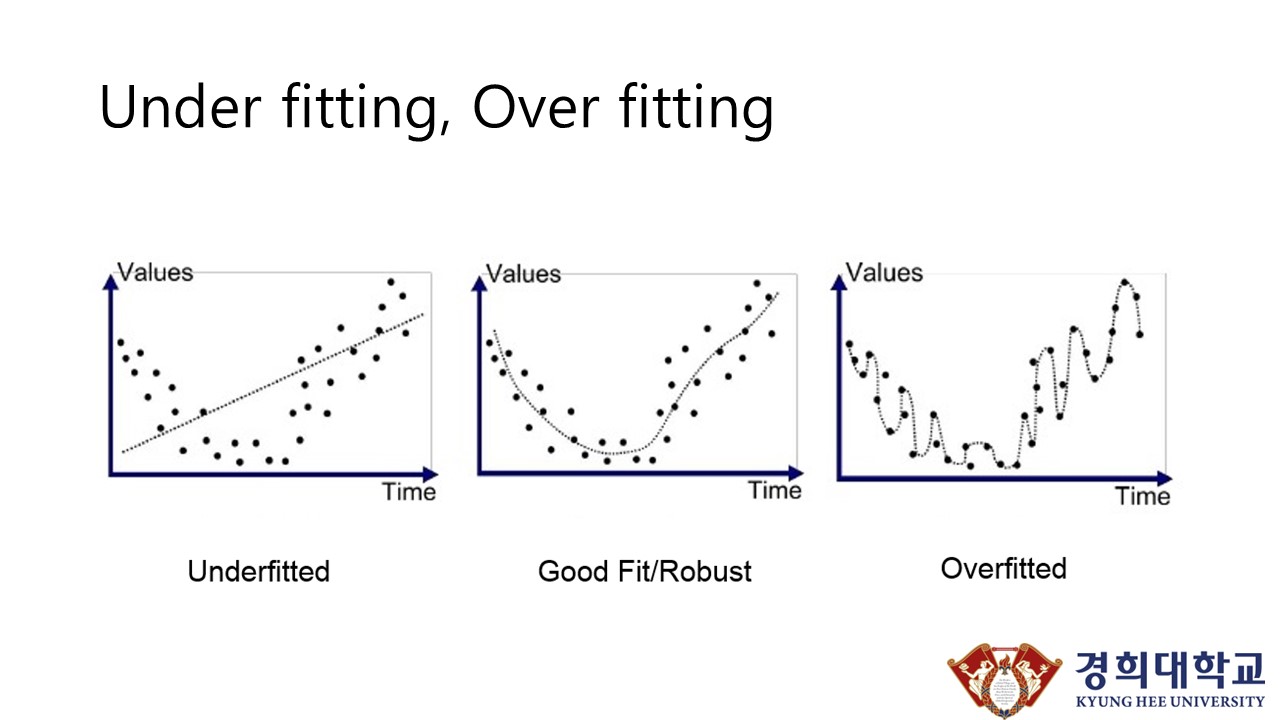 Under fitting, Over fitting
Values
Time
Underfitted
Values
Time
Good Fit/Robust
Values
Time
Overfitted
경희대학교
KYUNG HEE UNIVERSITY